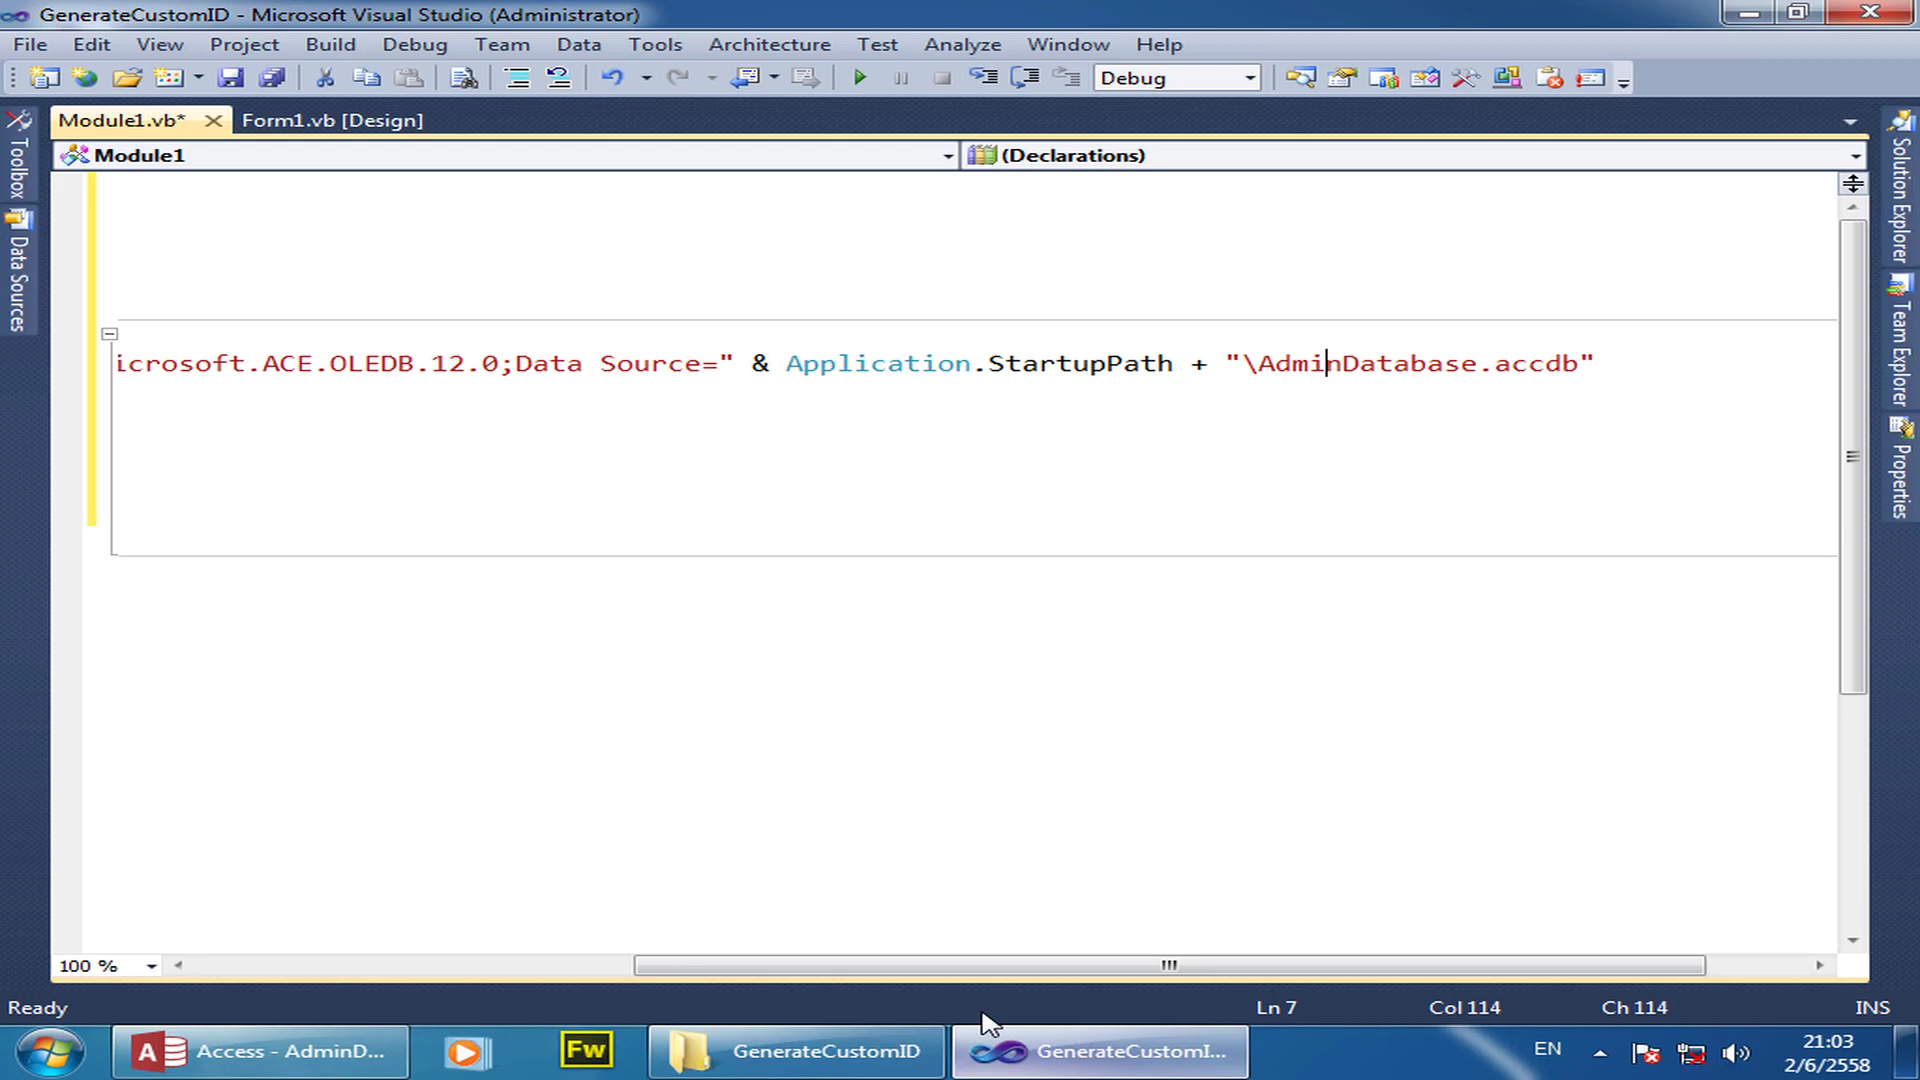 GenerateCustomID - Microsoft Visual Studio (Administrator)
File Edit View Project Build Debug Team Data Tools Architecture Test Analyze Window Help
Debug
Module1.vb* Form1.vb [Design]
Module1 (Declarations)
Toolbox
Data Sources
Solution Explorer
Team Explorer
Properties
icrosoft.ACE.OLEDB.12.0;Data Source=" & Application.StartupPath + "\AdminDatabase.accdb"
100 %
Ready Ln 7 Col 114 Ch 114 INS
Access - AdminD... Fw GenerateCustomID GenerateCustomI... EN 21:03
2/6/2558